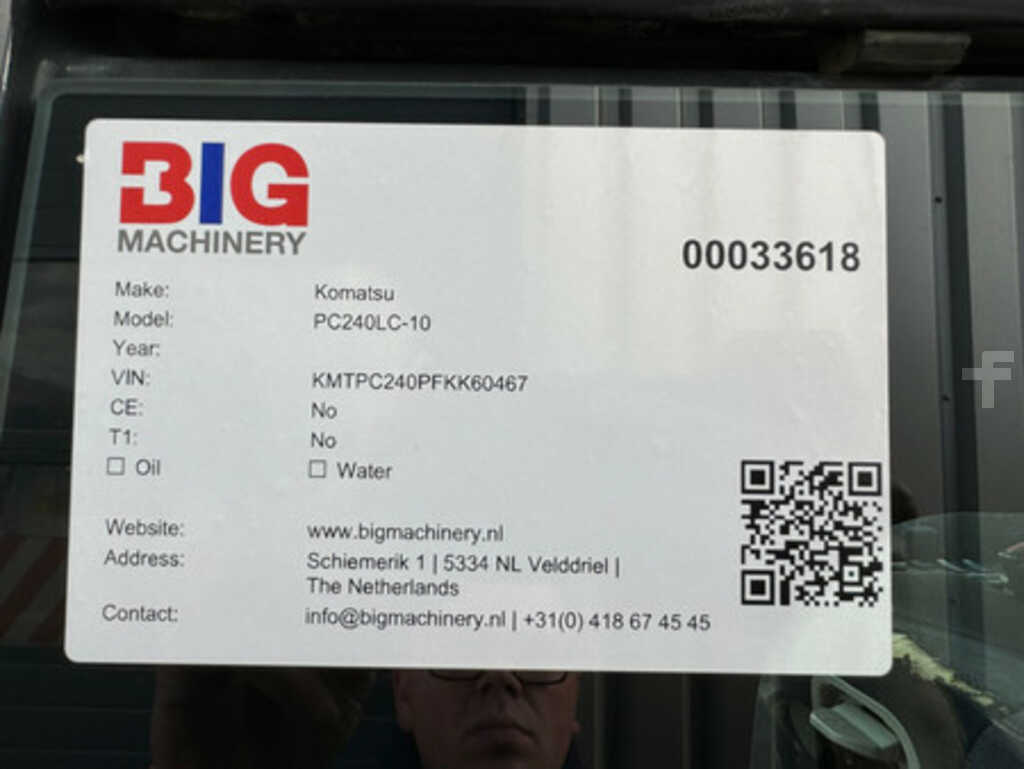 BIG
MACHINERY
00033618
Make: Komatsu
Model: PC240LC-10
Year:
VIN: KMTPC240PFKK60467
CE: No
T1: No
☐ Oil ☐ Water
Website: www.bigmachinery.nl
Address: Schiemerik 1 | 5334 NL Velddriel |
The Netherlands
Contact: info@bigmachinery.nl | +31(0) 418 67 45 45
f